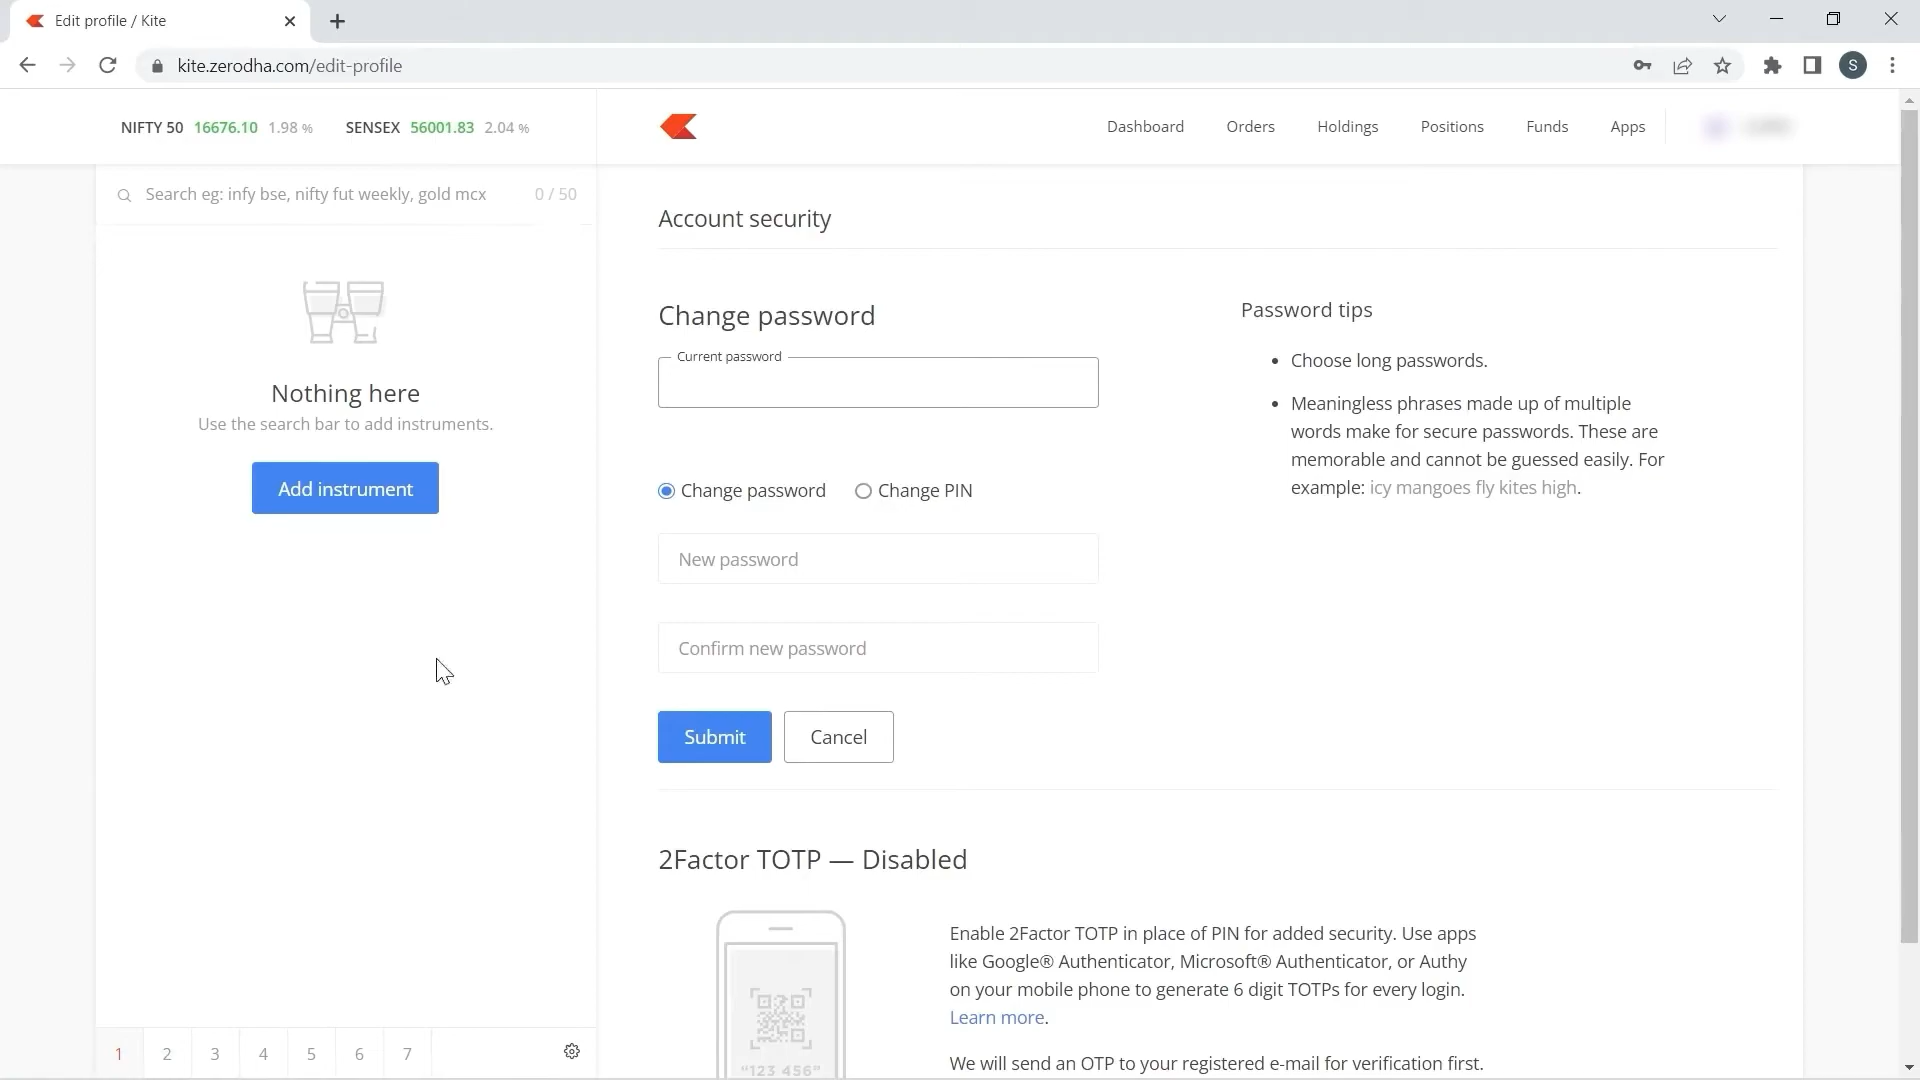 Edit profile / Kite
kite.zerodha.com/edit-profile
S
NIFTY 50 16676.10 1.98 % SENSEX 56001.83 2.04 %
Dashboard Orders Holdings Positions Funds Apps
Search eg: infy bse, nifty fut weekly, gold mcx 0 / 50
Nothing here
Use the search bar to add instruments.
Add instrument
1 2 3 4 5 6 7
Account security
Change password
Current password
Change password Change PIN
New password
Confirm new password
Submit Cancel
Password tips
• Choose long passwords.
• Meaningless phrases made up of multiple
words make for secure passwords. These are
memorable and cannot be guessed easily. For
example: icy mangoes fly kites high.
2Factor TOTP — Disabled
"123 456"
Enable 2Factor TOTP in place of PIN for added security. Use apps
like Google® Authenticator, Microsoft® Authenticator, or Authy
on your mobile phone to generate 6 digit TOTPs for every login.
Learn more.
We will send an OTP to your registered e-mail for verification first.